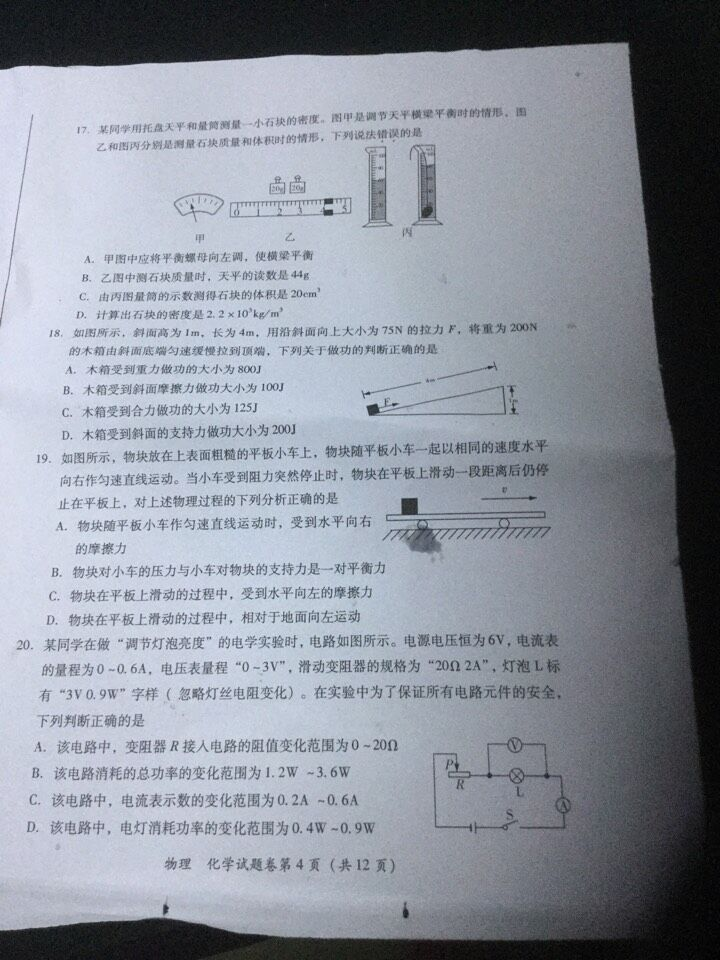 17. 某同学用托盘天平和量筒测量一小石块的密度。图甲是调节天平横梁平衡时的情形，图
乙和图丙分别是测量石块质量和体积时的情形，下列说法错误的是
20g 20g
0 1 2 3 4 5
甲 乙 丙
A. 甲图中应将平衡螺母向左调，使横梁平衡
B. 乙图中测石块质量时，天平的读数是44g
C. 由丙图量筒的示数测得石块的体积是20cm³
D. 计算出石块的密度是2.2×10³kg/m³
18. 如图所示，斜面高为1m，长为4m，用沿斜面向上大小为75N的拉力F，将重为200N
的木箱由斜面底端匀速缓慢拉到顶端，下列关于做功的判断正确的是
A. 木箱受到重力做功的大小为800J
B. 木箱受到斜面摩擦力做功大小为100J
C. 木箱受到合力做功的大小为125J
D. 木箱受到斜面的支持力做功大小为200J
F 4m 1m
19. 如图所示，物块放在上表面粗糙的平板小车上，物块随平板小车一起以相同的速度水平
向右作匀速直线运动。当小车受到阻力突然停止时，物块在平板上滑动一段距离后仍停
止在平板上，对上述物理过程的下列分析正确的是
v
A. 物块随平板小车作匀速直线运动时，受到水平向右
的摩擦力
B. 物块对小车的压力与小车对物块的支持力是一对平衡力
C. 物块在平板上滑动的过程中，受到水平向左的摩擦力
D. 物块在平板上滑动的过程中，相对于地面向左运动
20. 某同学在做“调节灯泡亮度”的电学实验时，电路如图所示。电源电压恒为6V，电流表
的量程为0~0.6A，电压表量程“0~3V”，滑动变阻器的规格为“20Ω 2A”，灯泡L标
有“3V 0.9W”字样（忽略灯丝电阻变化）。在实验中为了保证所有电路元件的安全，
下列判断正确的是
A. 该电路中，变阻器R接入电路的阻值变化范围为0~20Ω
B. 该电路消耗的总功率的变化范围为1.2W ~3.6W
C. 该电路中，电流表示数的变化范围为0.2A ~0.6A
D. 该电路中，电灯消耗功率的变化范围为0.4W~0.9W
V P R L A S
物理 化学试题卷第4页（共12页）